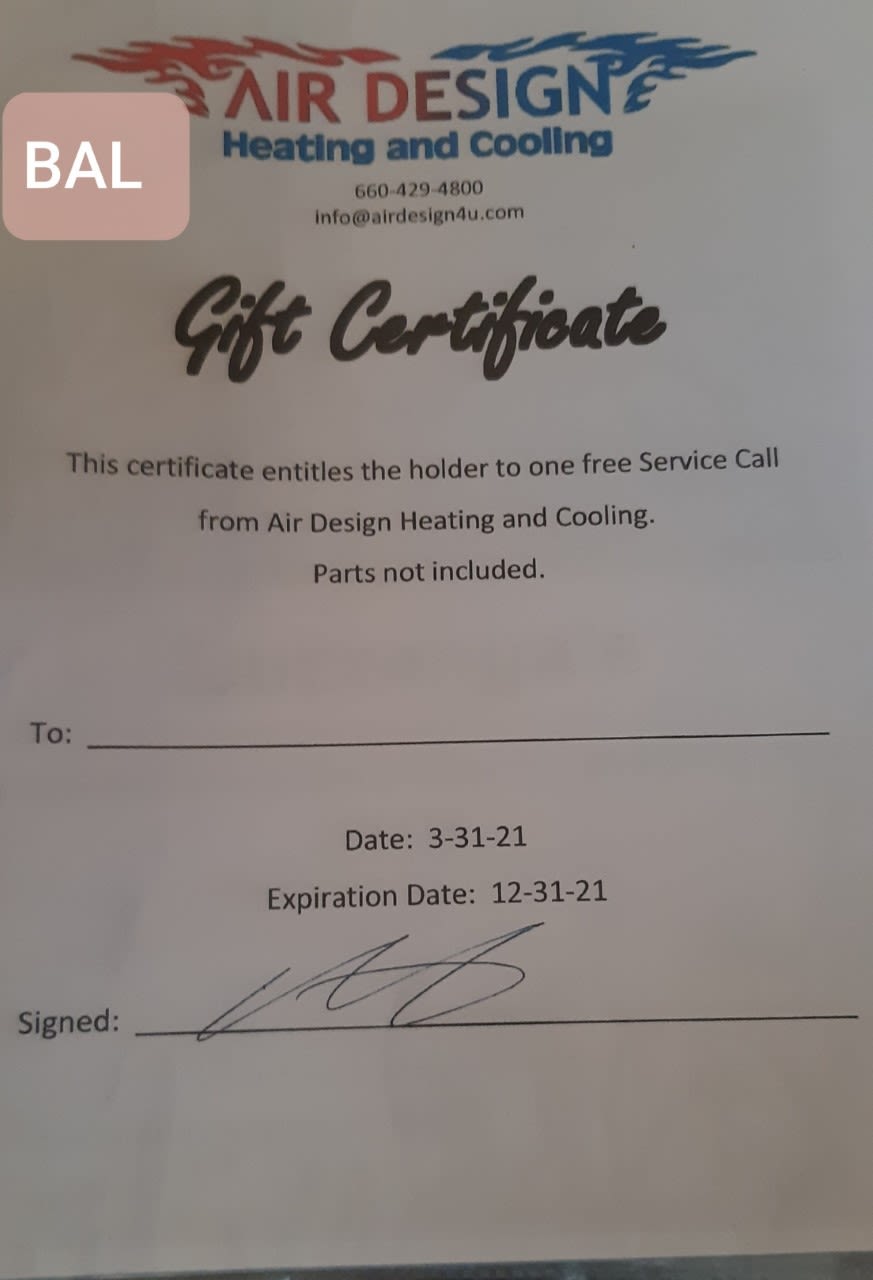 AIR DESIGN
Heating and Cooling
BAL
660-429-4800
info@airdesign4u.com
Gift Certificate
This certificate entitles the holder to one free Service Call
from Air Design Heating and Cooling.
Parts not included.
To:
Date: 3-31-21
Expiration Date: 12-31-21
Signed: